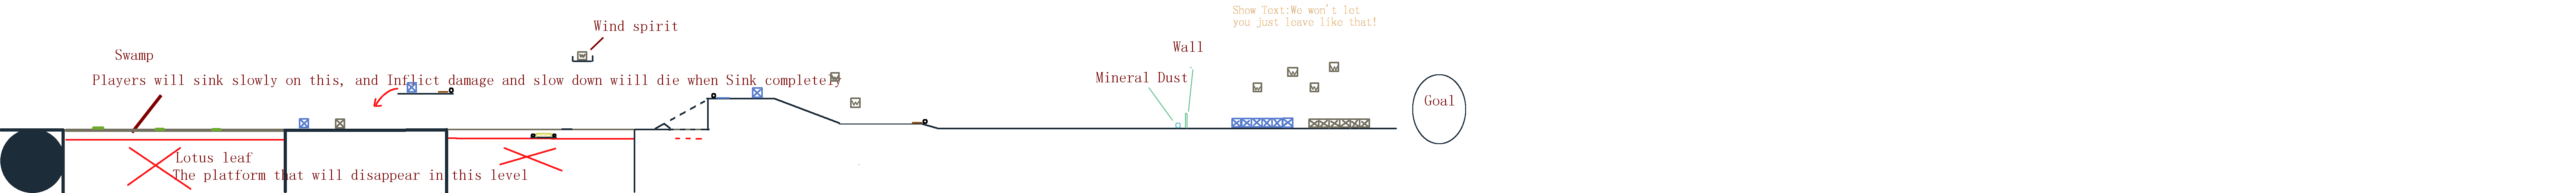 Show Text:We won't let
you just leave like that!
Wind spirit
Wall
Swamp
Players will sink slowly on this, and Inflict damage and slow down wiill die when Sink completely
Mineral Dust
Goal
Lotus leaf
The platform that will disappear in this level